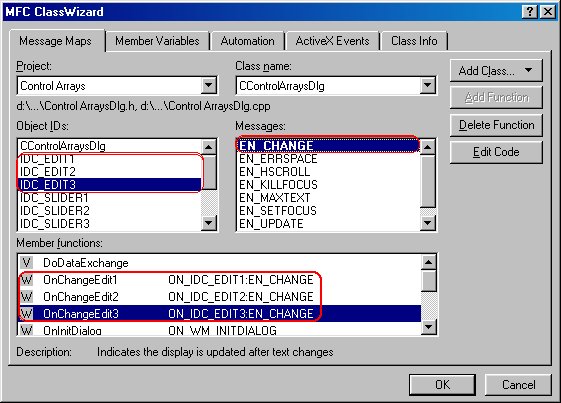 MFC ClassWizard
Message Maps Member Variables Automation ActiveX Events Class Info
Project: Class name:
Control Arrays CControlArraysDlg
Add Class...
d:\...\Control ArraysDlg.h, d:\...\Control ArraysDlg.cpp
Add Function
Object IDs: Messages:
Delete Function
CControlArraysDlg EN_CHANGE
IDC_EDIT1 EN_ERRSPACE
Edit Code
IDC_EDIT2 EN_HSCROLL
IDC_EDIT3 EN_KILLFOCUS
IDC_SLIDER1 EN_MAXTEXT
IDC_SLIDER2 EN_SETFOCUS
IDC_SLIDER3 EN_UPDATE
Member functions:
V DoDataExchange
W OnChangeEdit1 ON_IDC_EDIT1:EN_CHANGE
W OnChangeEdit2 ON_IDC_EDIT2:EN_CHANGE
W OnChangeEdit3 ON_IDC_EDIT3:EN_CHANGE
W OnInitDialog ON_WM_INITDIALOG
Description: Indicates the display is updated after text changes
OK Cancel